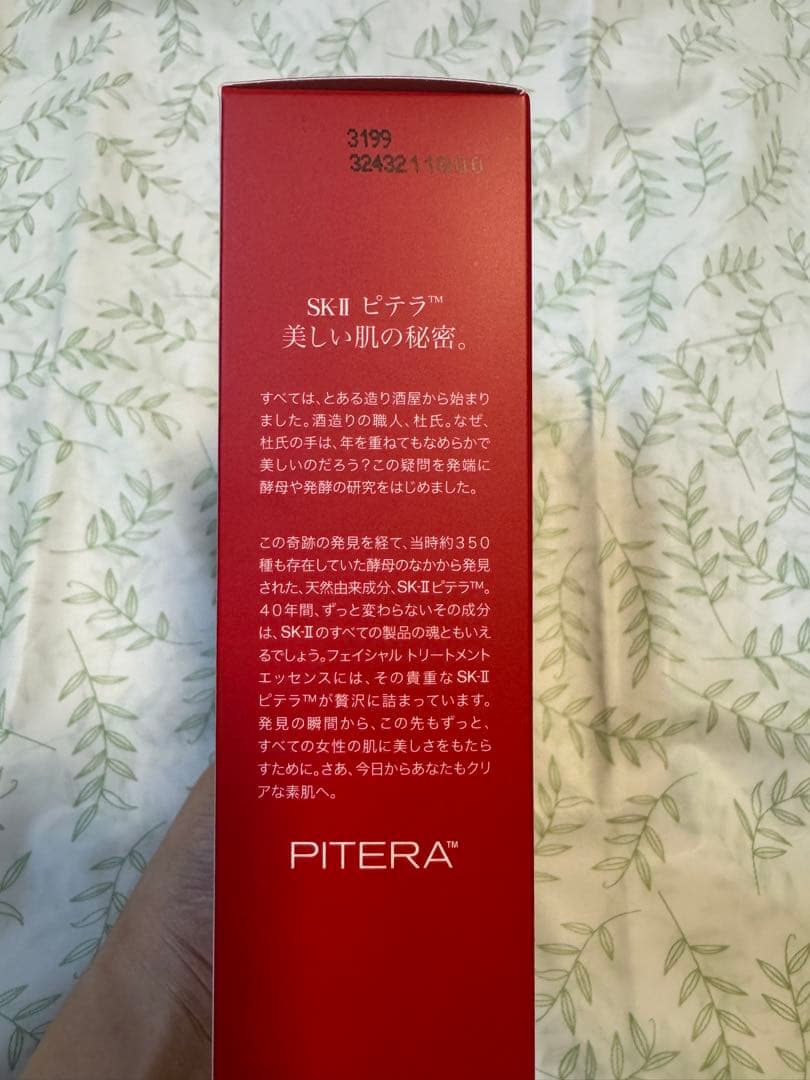 3199
3243211000
SK-II ピテラ™
美しい肌の秘密。
すべては、とある造り酒屋から始まり
ました。酒造りの職人、杜氏。なぜ、
杜氏の手は、年を重ねてもなめらかで
美しいのだろう？この疑問を発端に
酵母や発酵の研究をはじめました。
この奇跡の発見を経て、当時約３５０
種も存在していた酵母のなかから発見
された、天然由来成分、SK-IIピテラ™。
４０年間、ずっと変わらないその成分
は、SK-IIのすべての製品の魂ともいえ
るでしょう。フェイシャル トリートメント
エッセンスには、その貴重なSK-II
ピテラ™が贅沢に詰まっています。
発見の瞬間から、この先もずっと、
すべての女性の肌に美しさをもたら
すために。さあ、今日からあなたもクリ
アな素肌へ。
PITERA™